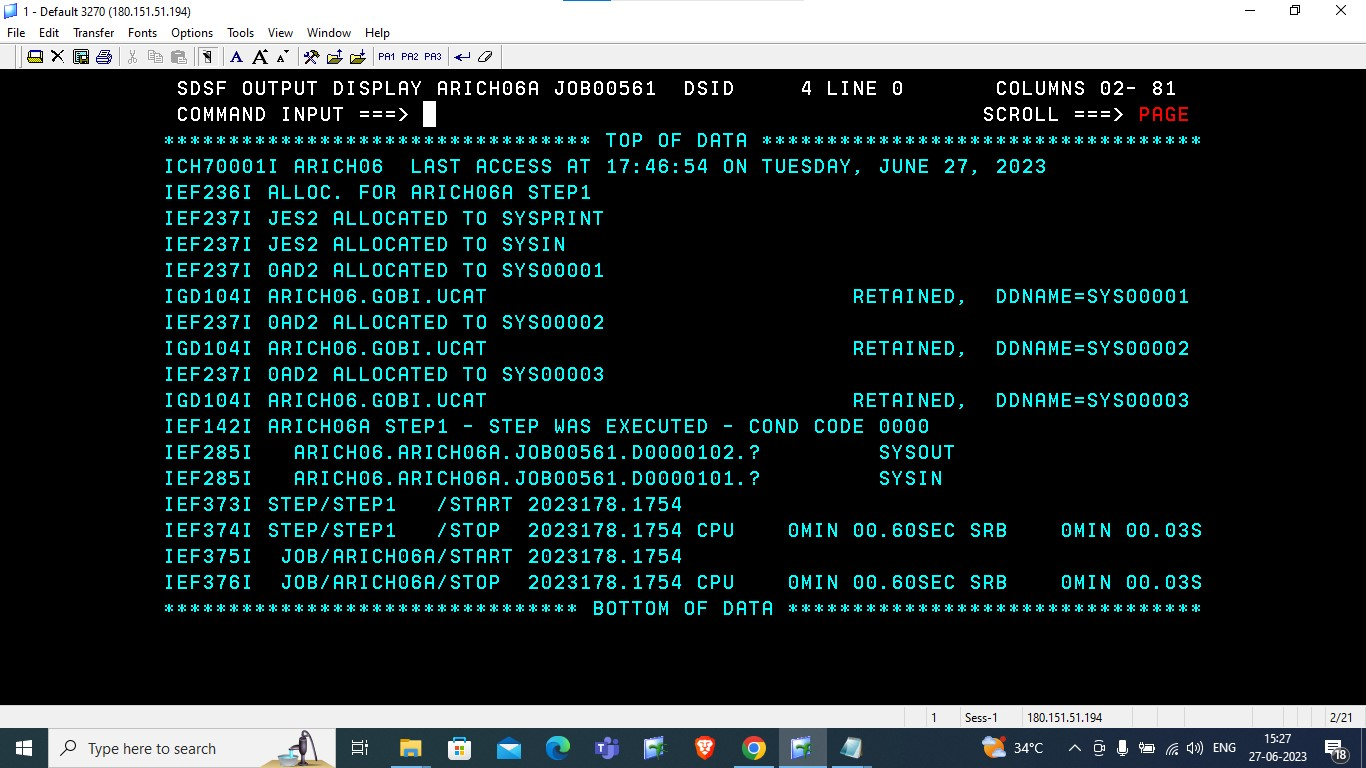 1 - Default 3270 (180.151.51.194)
File Edit Transfer Fonts Options Tools View Window Help
A A A PA1 PA2 PA3
SDSF OUTPUT DISPLAY ARICH06A JOB00561 DSID 4 LINE 0 COLUMNS 02- 81
COMMAND INPUT ===> SCROLL ===> PAGE
********************************* TOP OF DATA **********************************
ICH70001I ARICH06 LAST ACCESS AT 17:46:54 ON TUESDAY, JUNE 27, 2023
IEF236I ALLOC. FOR ARICH06A STEP1
IEF237I JES2 ALLOCATED TO SYSPRINT
IEF237I JES2 ALLOCATED TO SYSIN
IEF237I 0AD2 ALLOCATED TO SYS00001
IGD104I ARICH06.GOBI.UCAT RETAINED, DDNAME=SYS00001
IEF237I 0AD2 ALLOCATED TO SYS00002
IGD104I ARICH06.GOBI.UCAT RETAINED, DDNAME=SYS00002
IEF237I 0AD2 ALLOCATED TO SYS00003
IGD104I ARICH06.GOBI.UCAT RETAINED, DDNAME=SYS00003
IEF142I ARICH06A STEP1 - STEP WAS EXECUTED - COND CODE 0000
IEF285I ARICH06.ARICH06A.JOB00561.D0000102.? SYSOUT
IEF285I ARICH06.ARICH06A.JOB00561.D0000101.? SYSIN
IEF373I STEP/STEP1 /START 2023178.1754
IEF374I STEP/STEP1 /STOP 2023178.1754 CPU 0MIN 00.60SEC SRB 0MIN 00.03S
IEF375I JOB/ARICH06A/START 2023178.1754
IEF376I JOB/ARICH06A/STOP 2023178.1754 CPU 0MIN 00.60SEC SRB 0MIN 00.03S
******************************** BOTTOM OF DATA ********************************
1 Sess-1 180.151.51.194 2/21
Type here to search 34°C ENG 15:27
27-06-2023 18